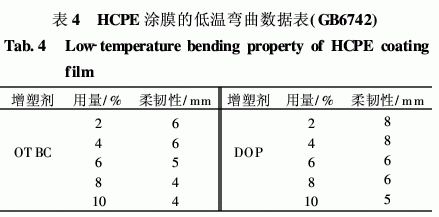 表 4 HCPE 涂膜的低温弯曲数据表(GB6742)
Tab. 4 Low-temperature bending property of HCPE coating
film
增塑剂 用量/% 柔韧性/mm 增塑剂 用量/% 柔韧性/mm
2 6 2 8
4 6 4 8
OTBC 6 5 DOP 6 6
8 4 8 6
10 4 10 5